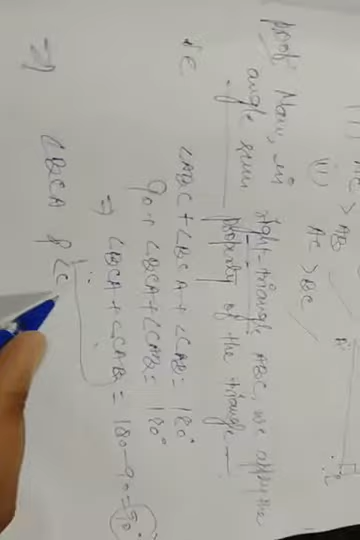 (i) AC > AB
(ii) AC > BC
A
B
Proof: Now, in right-triangle ABC, we apply the
angle sum property of the triangle
i.e ∠ABC + ∠BCA + ∠CAB = 180°
90 + ∠BCA + ∠CAB = 180°
⇒ ∠BCA + ∠CAB = 180 - 90 = 90°
⇒ ∠BCA & ∠C